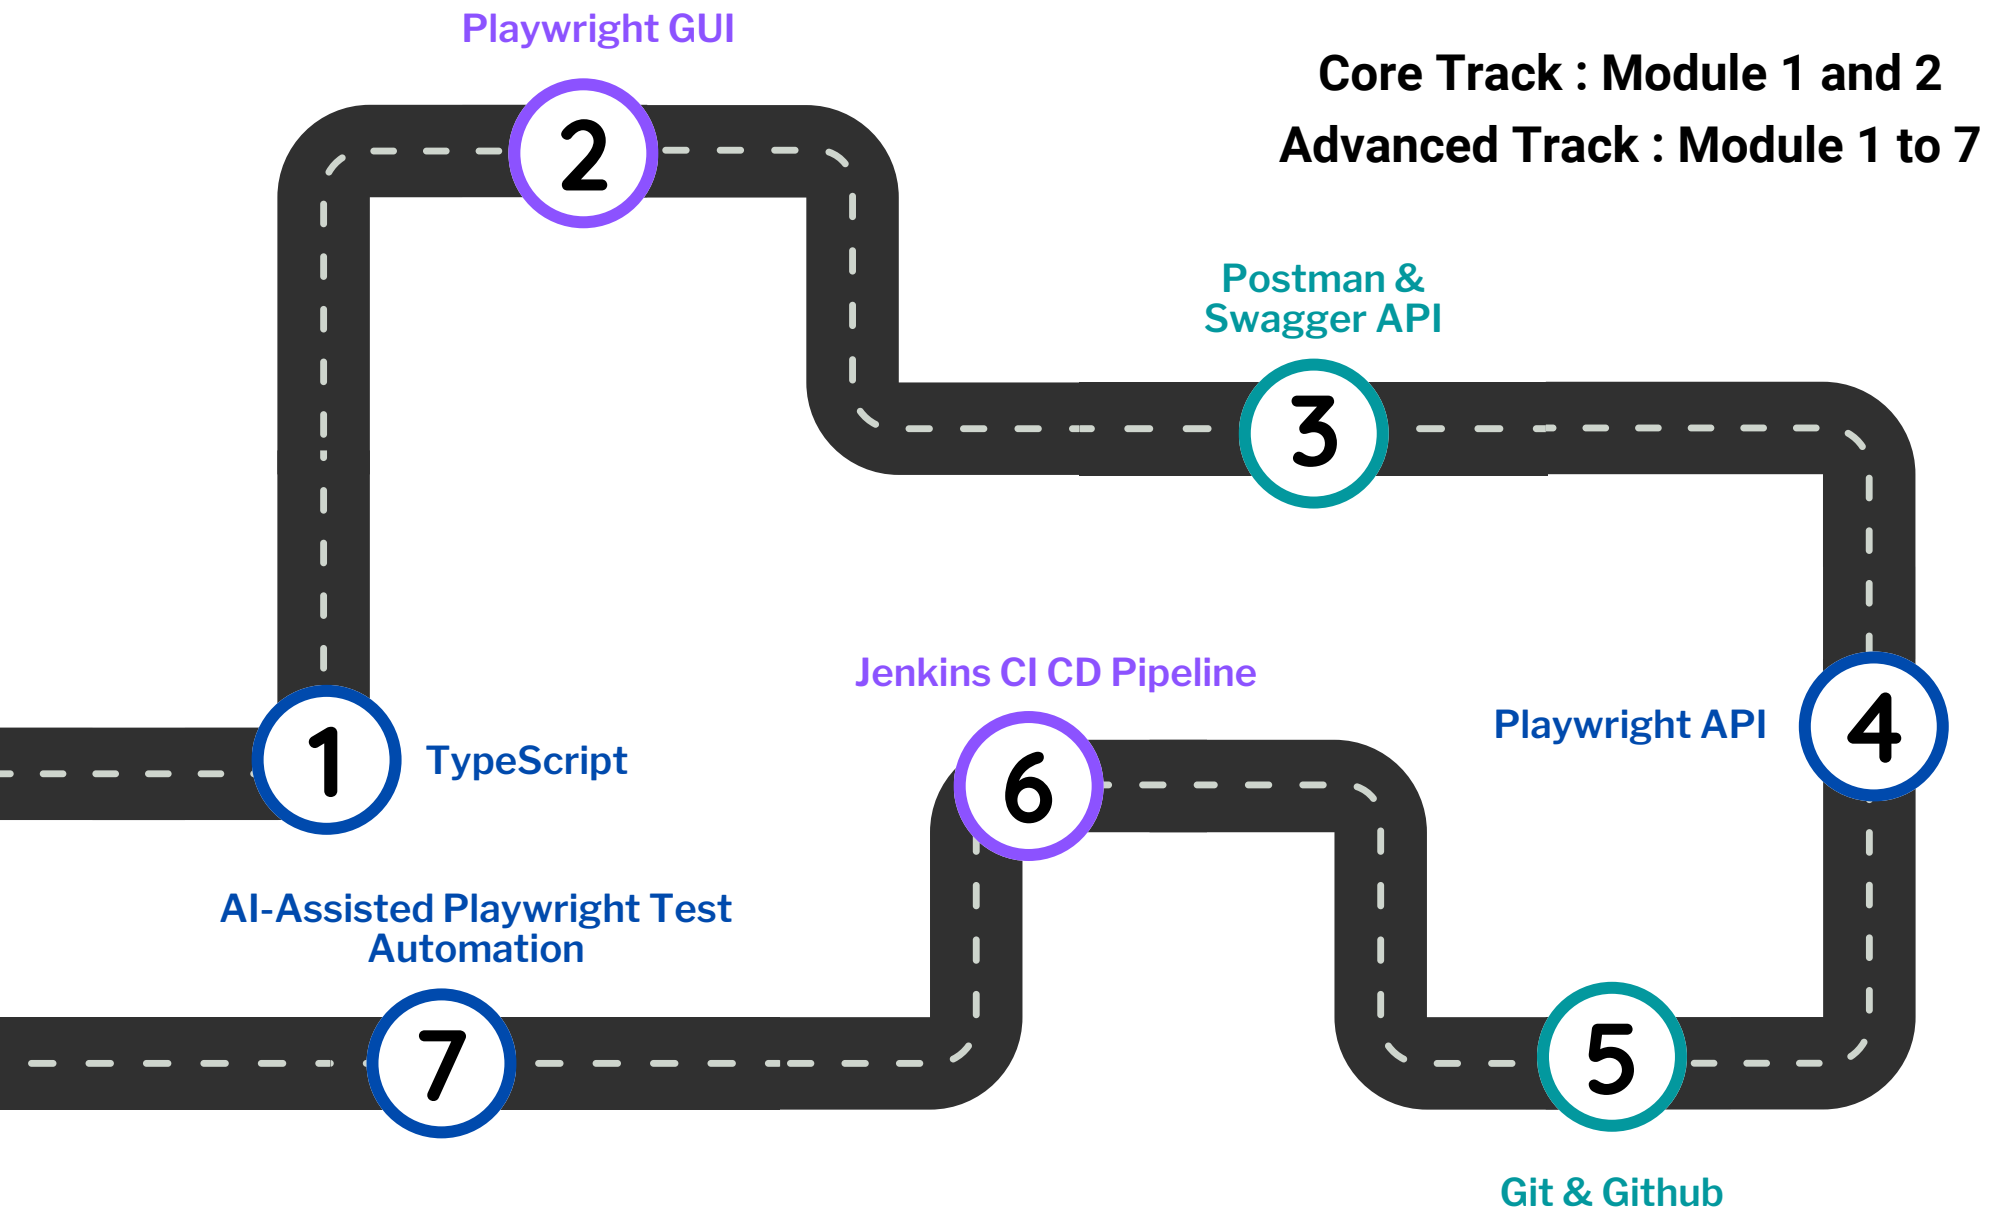 Playwright GUI
Core Track : Module 1 and 2
Advanced Track : Module 1 to 7
2
Postman &
Swagger API
3
Jenkins CI CD Pipeline
Playwright API
4
1
TypeScript
6
AI-Assisted Playwright Test
Automation
7
5
Git & Github